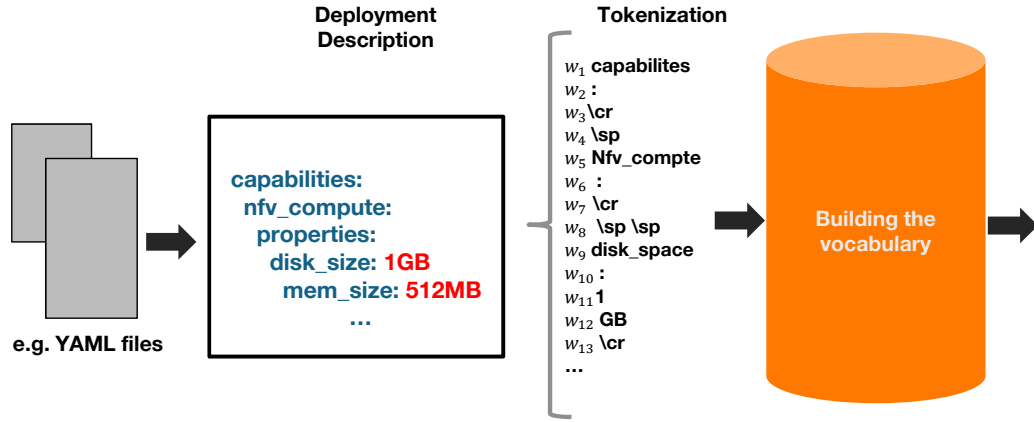 Deployment
Description
Tokenization
e.g. YAML files
capabilities:
nfv_compute:
properties:
disk_size: 1GB
mem_size: 512MB
...
w1 capabilites
w2 :
w3 \cr
w4 \sp
w5 Nfv_compte
w6 :
w7 \cr
w8 \sp \sp
w9 disk_space
w10 :
w11 1
w12 GB
w13 \cr
...
Building the
vocabulary